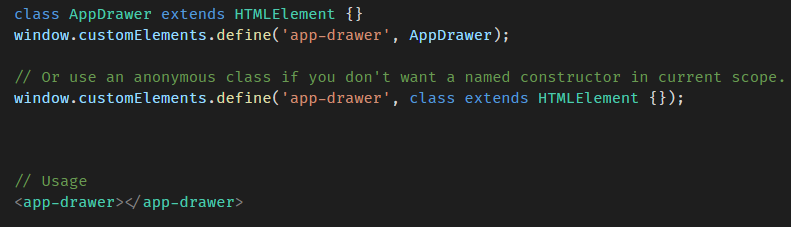 class AppDrawer extends HTMLElement {}
window.customElements.define('app-drawer', AppDrawer);
// Or use an anonymous class if you don't want a named constructor in current scope.
window.customElements.define('app-drawer', class extends HTMLElement {});
// Usage
<app-drawer></app-drawer>